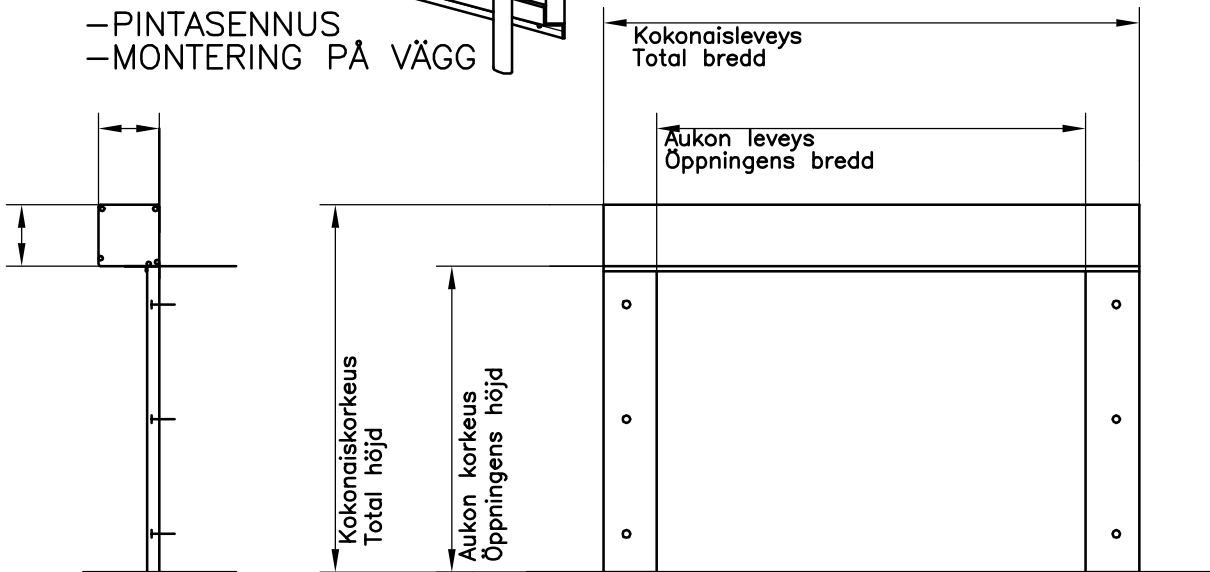 -PINTASENNUS
-MONTERING PÅ VÄGG
Kokonaisleveys
Total bredd
Aukon leveys
Öppningens bredd
Kokonaiskorkeus
Total höjd
Aukon korkeus
Öppningens höjd